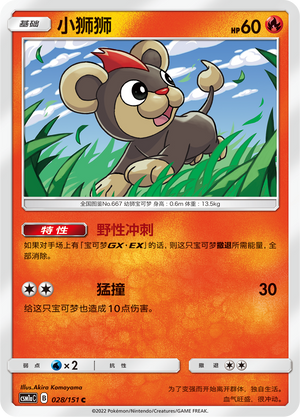 基础 小狮狮 HP60
全国图鉴No.667 幼狮宝可梦 身高：0.6m 体重：13.5kg
特性 野性冲刺
如果对手场上有「宝可梦GX・EX」的话，则这只宝可梦撤退所需能量，全
部消除。
猛撞 30
给这只宝可梦也造成10点伤害。
弱点 ×2 抗性 撤退
Illus.Akira Komayama
CSM1aC B 028/151 C
为了变强而开始离开群体，独自生活。
血气旺盛，很容易冲动。
©2022 Pokémon/Nintendo/Creatures/GAME FREAK.